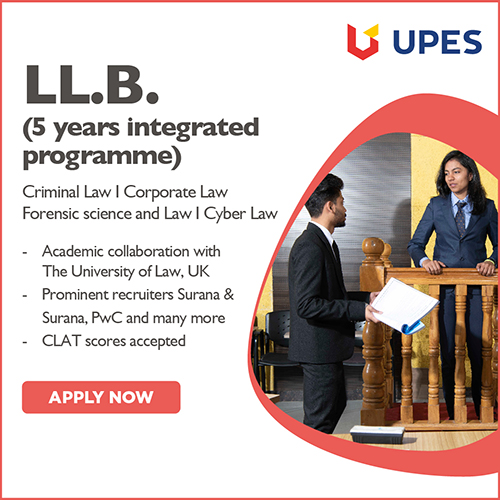 UPES
LL.B.
(5 years integrated
programme)
Criminal Law I Corporate Law
Forensic science and Law I Cyber Law
- Academic collaboration with
The University of Law, UK
- Prominent recruiters Surana &
Surana, PwC and many more
- CLAT scores accepted
APPLY NOW